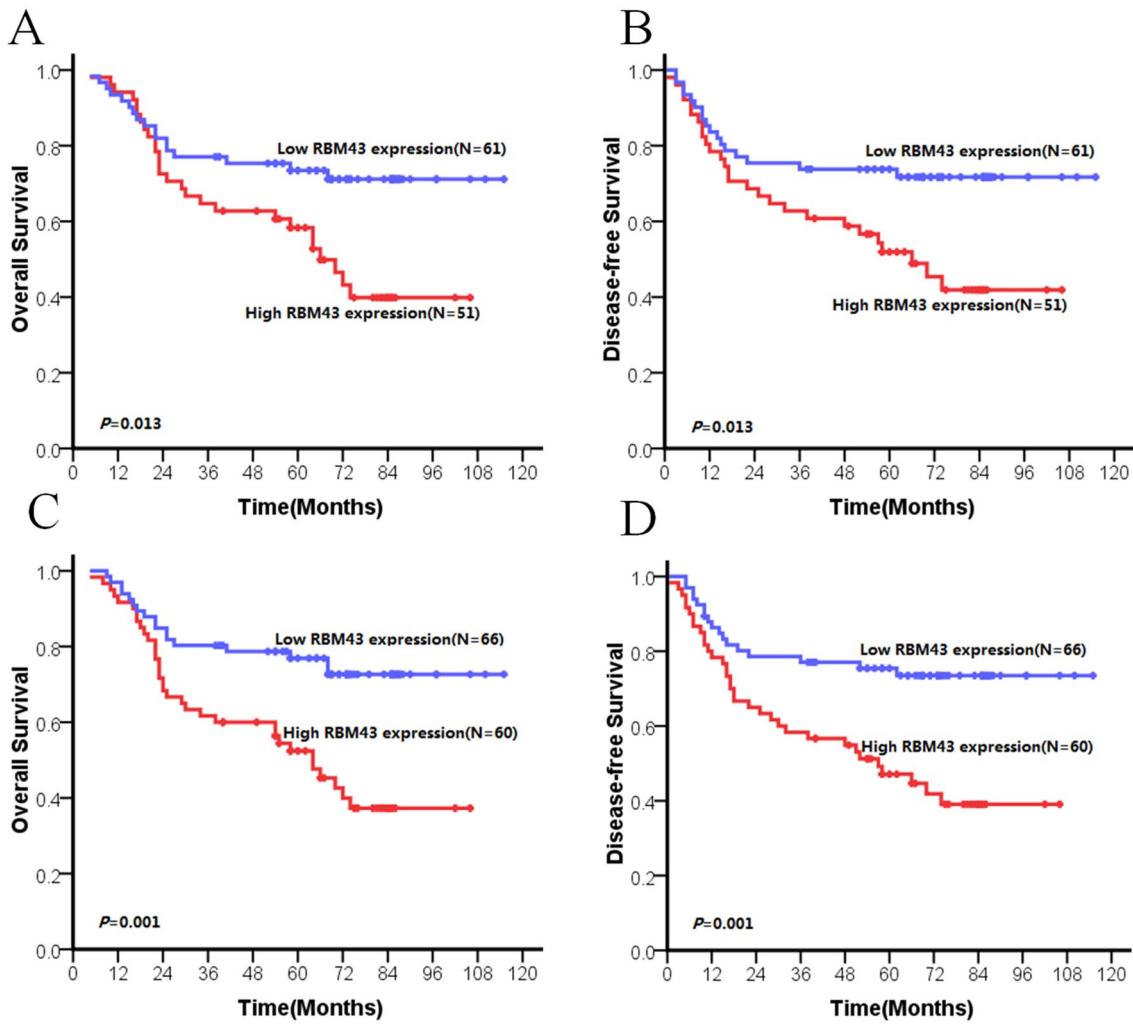 A
Overall Survival
1.0
0.8
0.6
0.4
0.2
0.0
Low RBM43 expression(N=61)
High RBM43 expression(N=51)
P=0.013
0 12 24 36 48 60 72 84 96 108 120
Time(Months)
B
Disease-free Survival
1.0
0.8
0.6
0.4
0.2
0.0
Low RBM43 expression(N=61)
High RBM43 expression(N=51)
P=0.013
0 12 24 36 48 60 72 84 96 108 120
Time(Months)
C
Overall Survival
1.0
0.8
0.6
0.4
0.2
0.0
Low RBM43 expression(N=66)
High RBM43 expression(N=60)
P=0.001
0 12 24 36 48 60 72 84 96 108 120
Time(Months)
D
Disease-free Survival
1.0
0.8
0.6
0.4
0.2
0.0
Low RBM43 expression(N=66)
High RBM43 expression(N=60)
P=0.001
0 12 24 36 48 60 72 84 96 108 120
Time(Months)